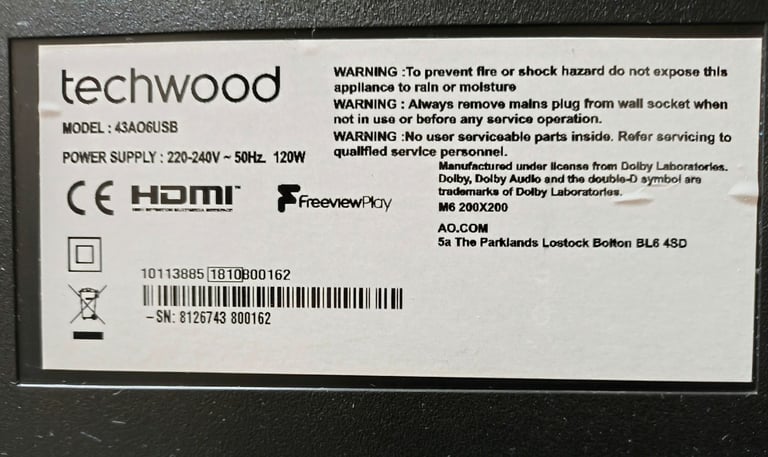 techwood
MODEL : 43AO6USB
POWER SUPPLY : 220-240V ~ 50Hz. 120W
CE HDMI™
FreeviewPlay
10113885 1810 800162
-SN: 8126743 800162
WARNING :To prevent fire or shock hazard do not expose this
appliance to rain or moisture
WARNING : Always remove mains plug from wall socket when
not in use or before any service operation.
WARNING :No user serviceable parts inside. Refer servicing to
qualified service personnel.
Manufactured under license from Dolby Laboratories.
Dolby, Dolby Audio and the double-D symbol are
trademarks of Dolby Laboratories.
M6 200X200
AO.COM
5a The Parklands Lostock Bolton BL6 4SD